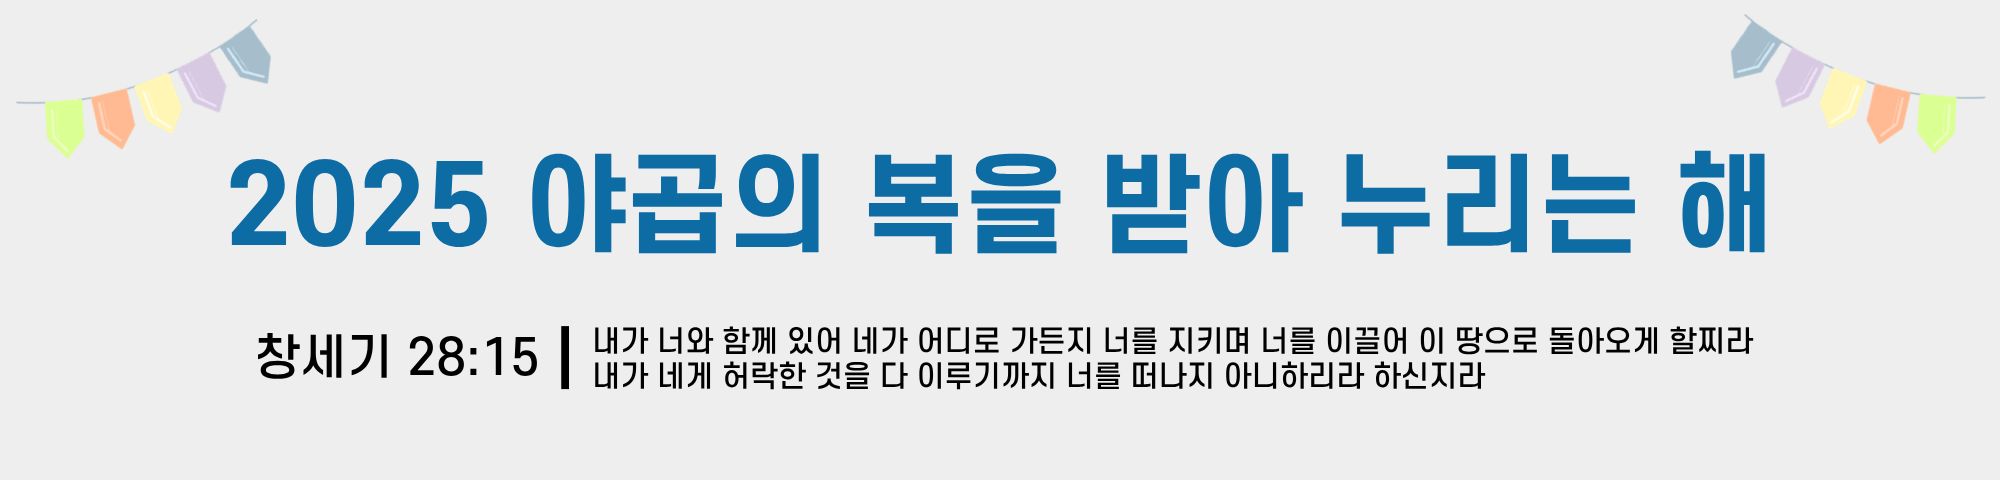 2025 야곱의 복을 받아 누리는 해
창세기 28:15
내가 너와 함께 있어 네가 어디로 가든지 너를 지키며 너를 이끌어 이 땅으로 돌아오게 할찌라
내가 네게 허락한 것을 다 이루기까지 너를 떠나지 아니하리라 하신지라